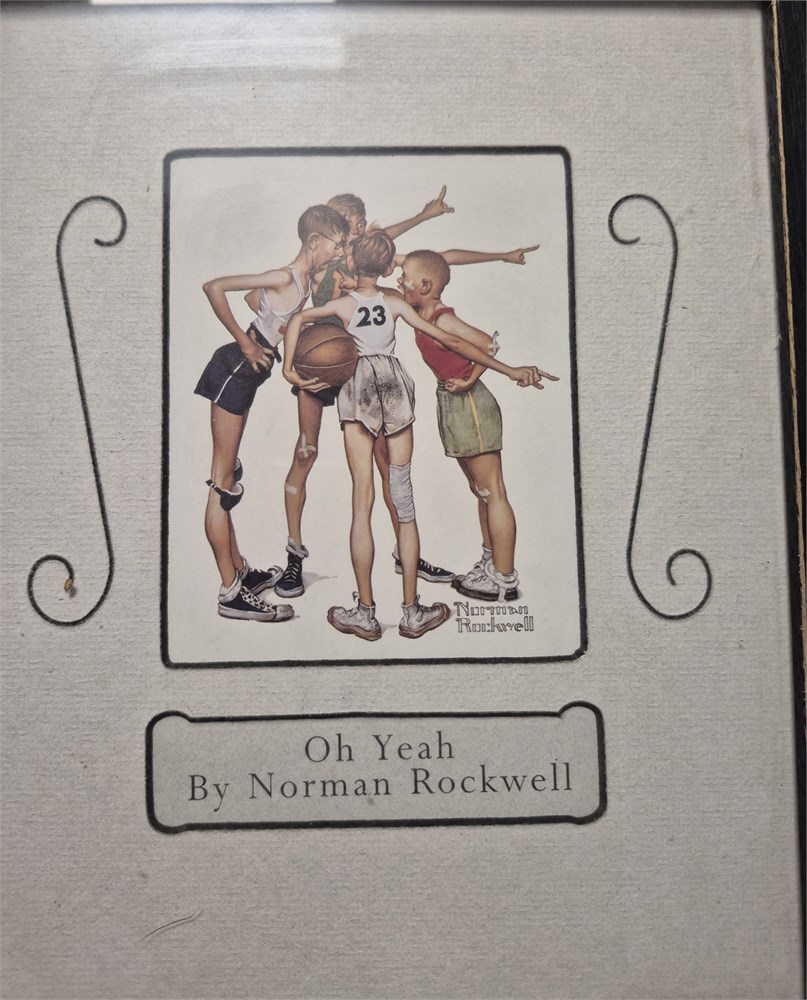 23
Norman
Rockwell
Oh Yeah
By Norman Rockwell